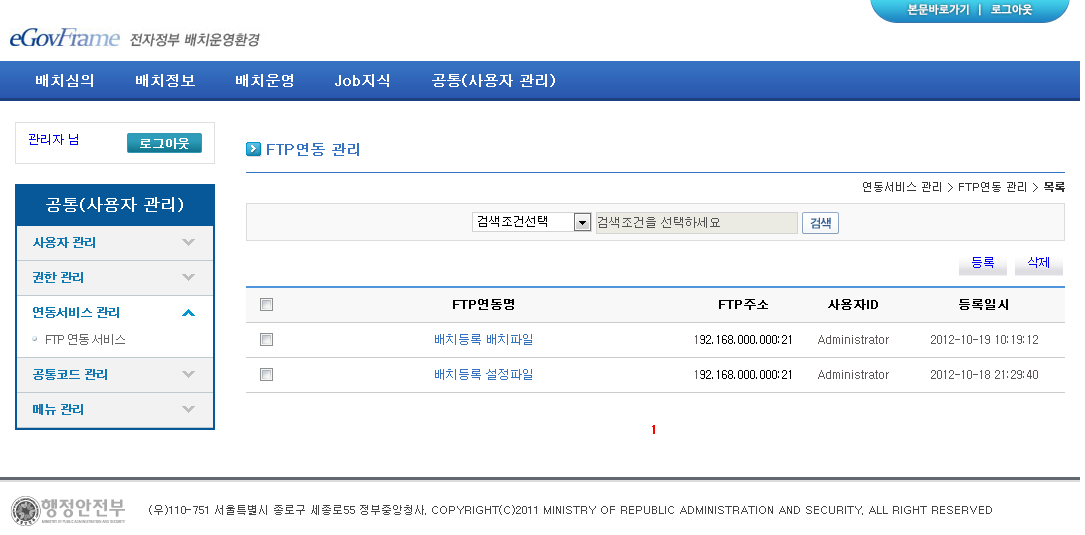 본문바로가기 | 로그아웃
eGovFrame 전자정부 배치운영환경
배치심의 배치정보 배치운영 Job지식 공통(사용자 관리)
관리자 님 로그아웃
FTP연동 관리
연동서비스 관리 > FTP연동 관리 > 목록
공통(사용자 관리)
사용자 관리
권한 관리
연동서비스 관리
FTP 연동 서비스
공통코드 관리
메뉴 관리
검색조건선택 검색조건을 선택하세요 검색
등록 삭제
FTP연동명 FTP주소 사용자ID 등록일시
배치등록 배치파일 192.168.000.000:21 Administrator 2012-10-19 10:19:12
배치등록 설정파일 192.168.000.000:21 Administrator 2012-10-18 21:29:40
1
행정안전부
(우)110-751 서울특별시 종로구 세종로55 정부중앙청사, COPYRIGHT(C)2011 MINISTRY OF REPUBLIC ADMINISTRATION AND SECURITY, ALL RIGHT RESERVED